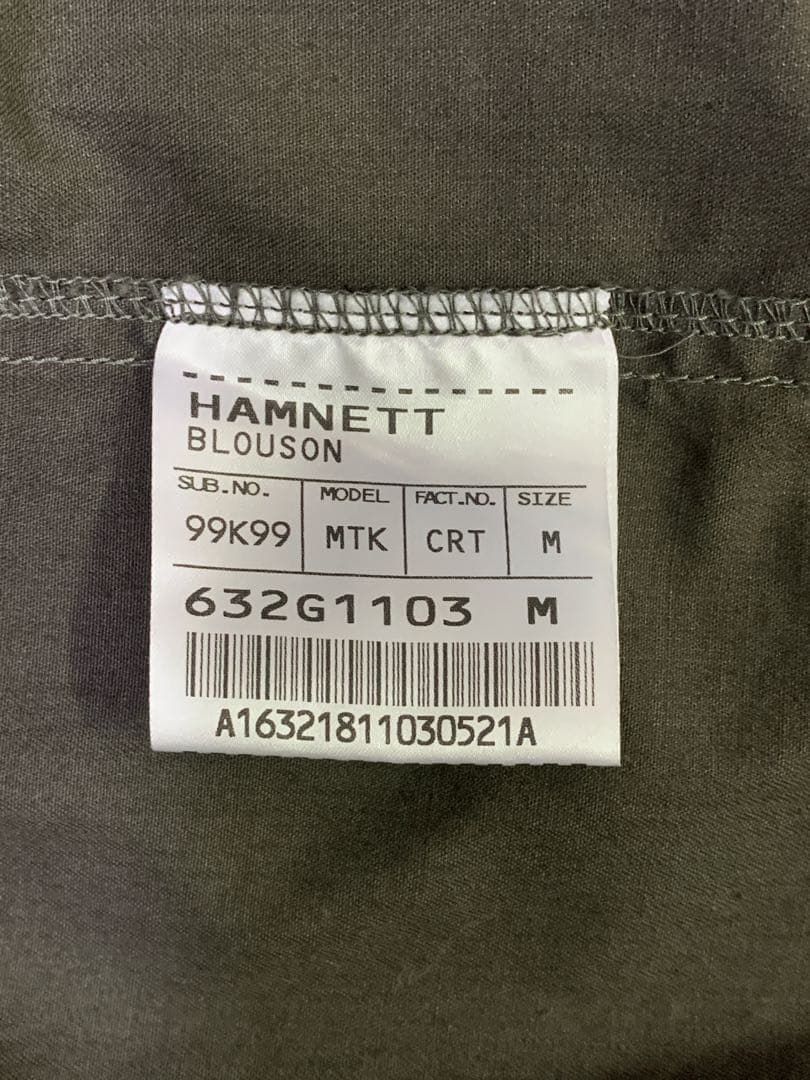 HAMNETT
BLOUSON
SUB.NO. MODEL FACT.NO. SIZE
99K99 MTK CRT M
632G1103 M
A16321811030521A